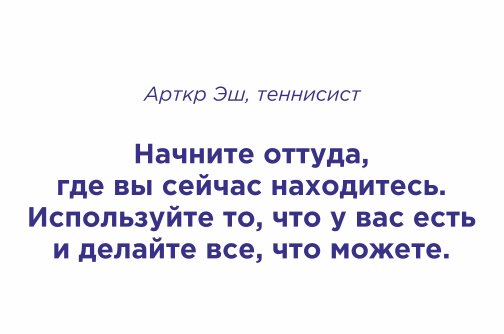 Арткр Эш, теннисист
Начните оттуда,
где вы сейчас находитесь.
Используйте то, что у вас есть
и делайте все, что можете.